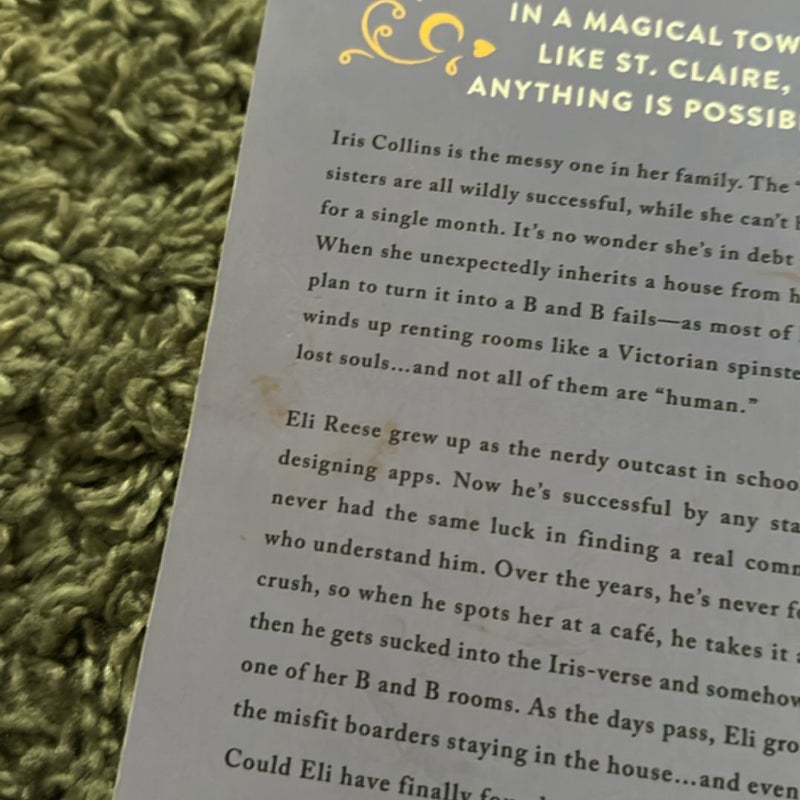 IN A MAGICAL TOW
LIKE ST. CLAIRE,
ANYTHING IS POSSIB
Iris Collins is the messy one in her family. The “
sisters are all wildly successful, while she can’t
for a single month. It’s no wonder she’s in debt
When she unexpectedly inherits a house from h
plan to turn it into a B and B fails—as most of
winds up renting rooms like a Victorian spinste
lost souls...and not all of them are “human.”
Eli Reese grew up as the nerdy outcast in schoo
designing apps. Now he’s successful by any sta
never had the same luck in finding a real com
who understand him. Over the years, he’s never f
crush, so when he spots her at a café, he takes it a
then he gets sucked into the Iris-verse and somehow
one of her B and B rooms. As the days pass, Eli gro
the misfit boarders staying in the house...and even
Could Eli have finally